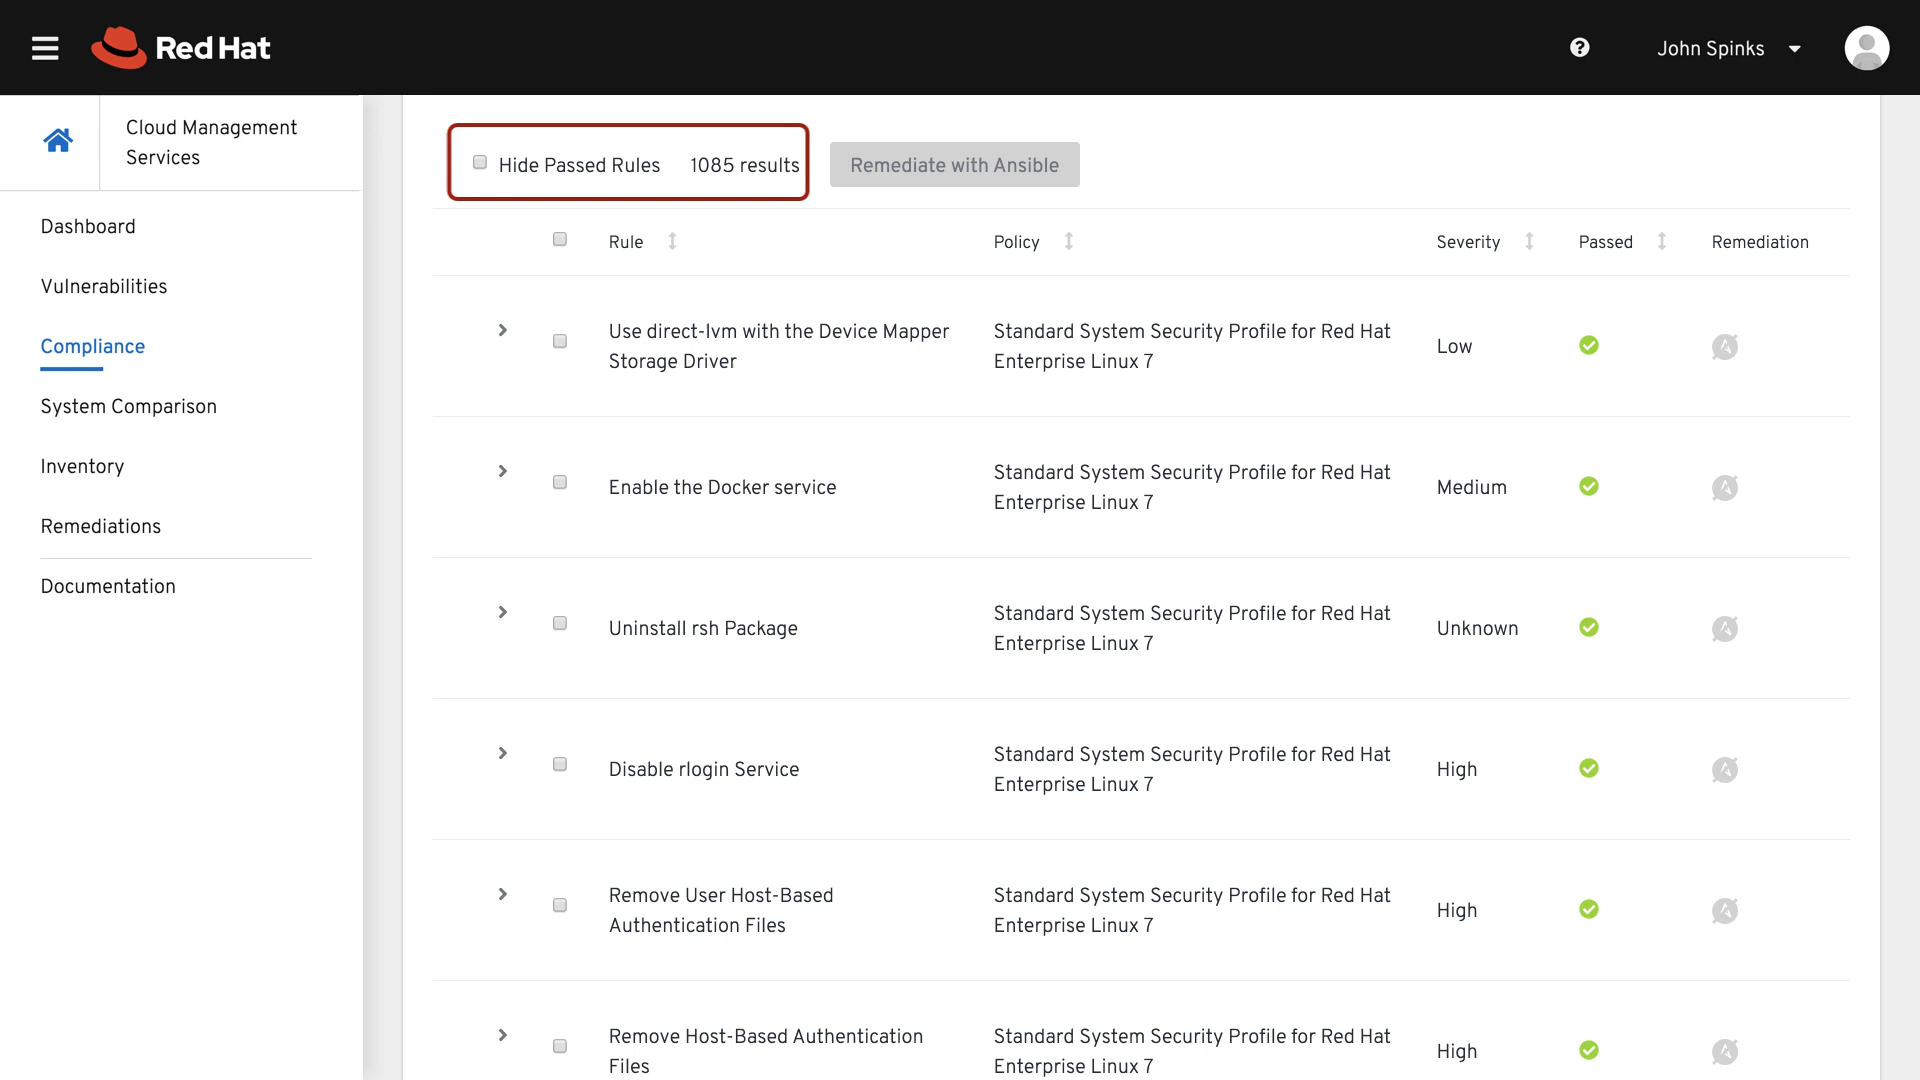 Red Hat
John Spinks
Cloud Management
Services
Dashboard
Vulnerabilities
Compliance
System Comparison
Inventory
Remediations
Documentation
Hide Passed Rules 1085 results Remediate with Ansible
Rule Policy Severity Passed Remediation
Use direct-lvm with the Device Mapper
Storage Driver
Standard System Security Profile for Red Hat
Enterprise Linux 7
Low
Enable the Docker service
Standard System Security Profile for Red Hat
Enterprise Linux 7
Medium
Uninstall rsh Package
Standard System Security Profile for Red Hat
Enterprise Linux 7
Unknown
Disable rlogin Service
Standard System Security Profile for Red Hat
Enterprise Linux 7
High
Remove User Host-Based
Authentication Files
Standard System Security Profile for Red Hat
Enterprise Linux 7
High
Remove Host-Based Authentication
Files
Standard System Security Profile for Red Hat
Enterprise Linux 7
High